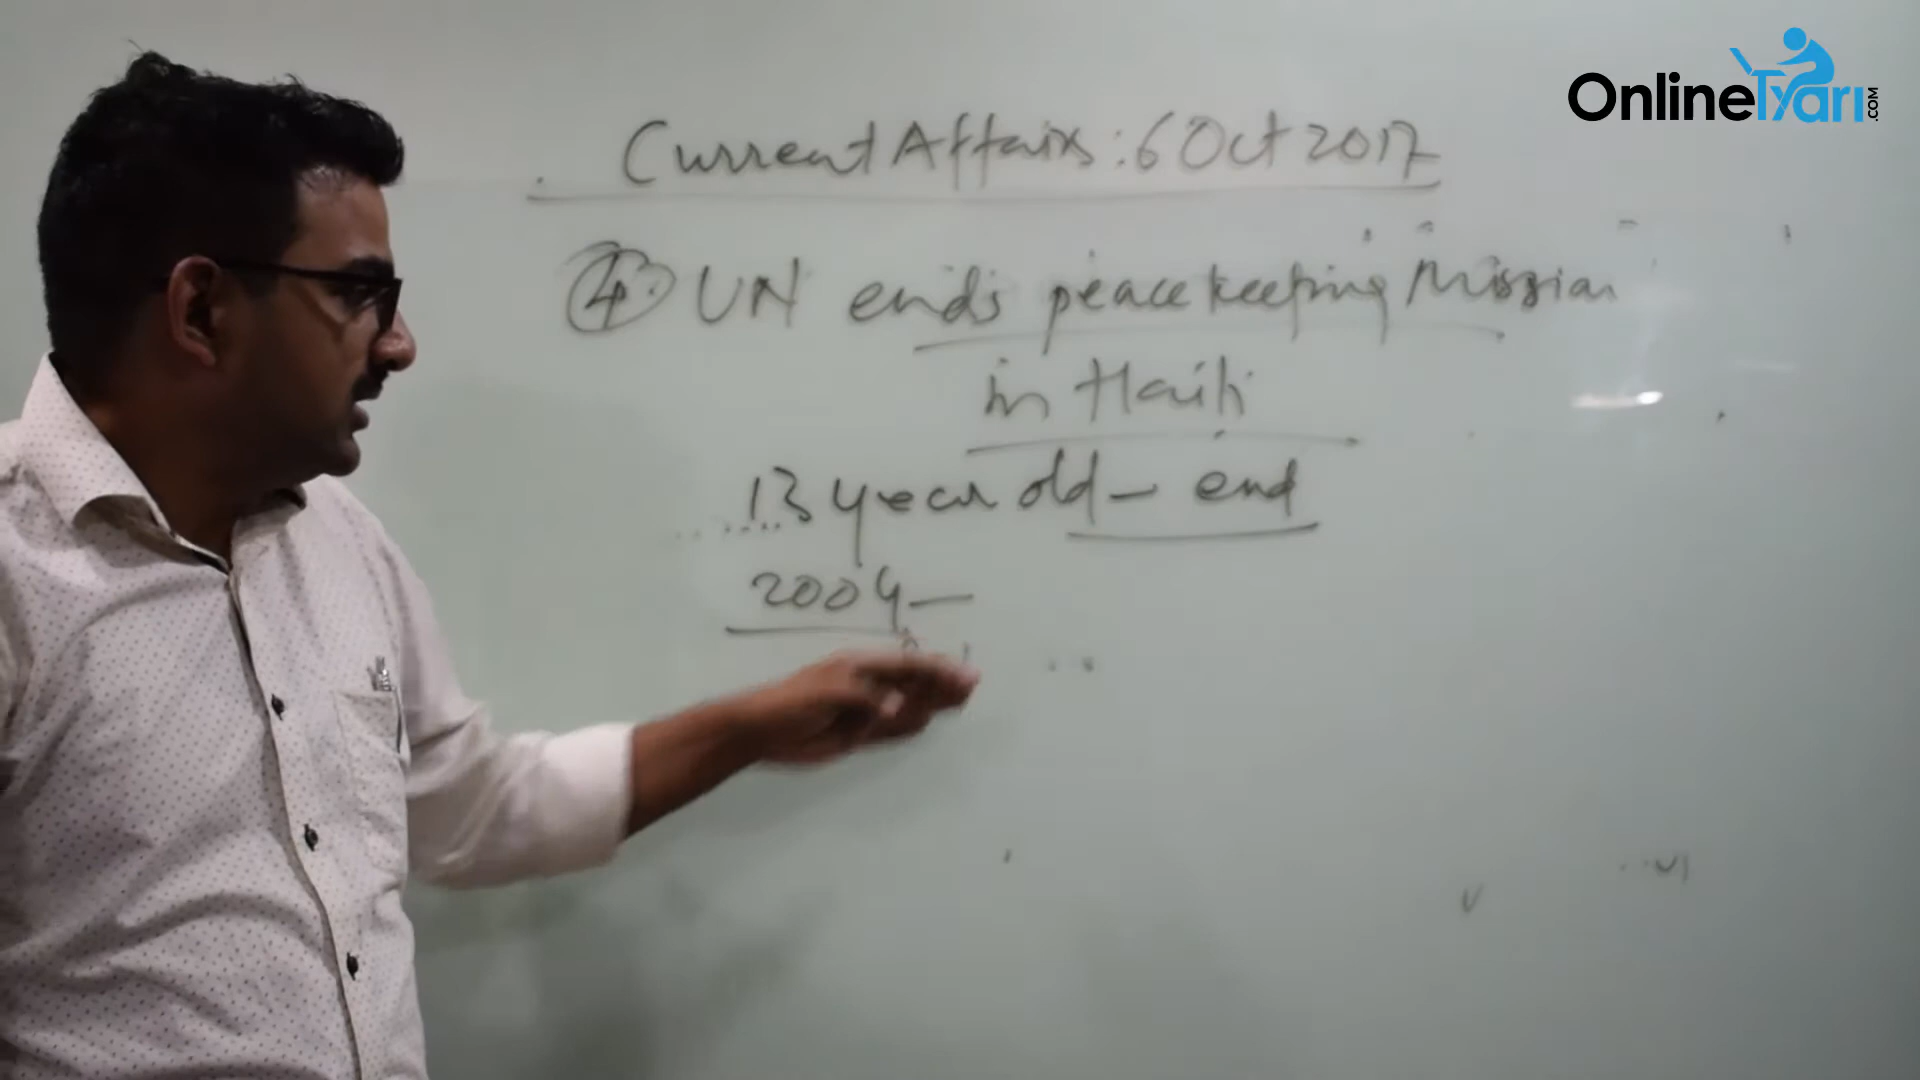 OnlineTyari.COM
Current Affairs: 6 Oct 2017
4. UN ends peace keeping Mission
in Haiti
13 year old - end
2004 -